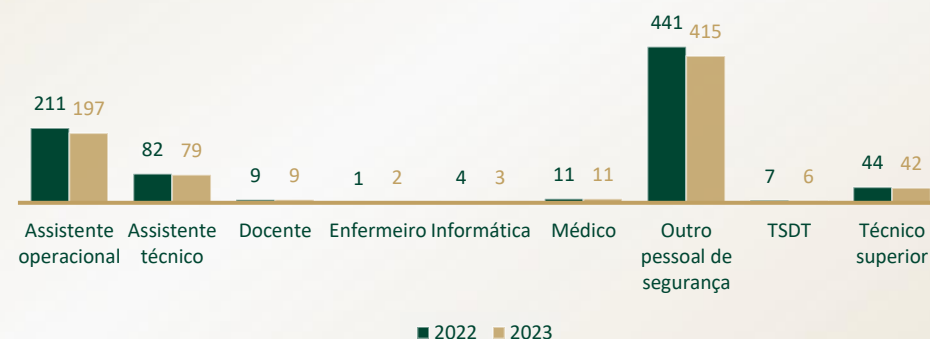 441
415
211 197
82 79
9 9
1 2
4 3
11 11
7 6
44 42
Assistente
operacional
Assistente
técnico
Docente
Enfermeiro
Informática
Médico
Outro
pessoal de
segurança
TSDT
Técnico
superior
2022 2023